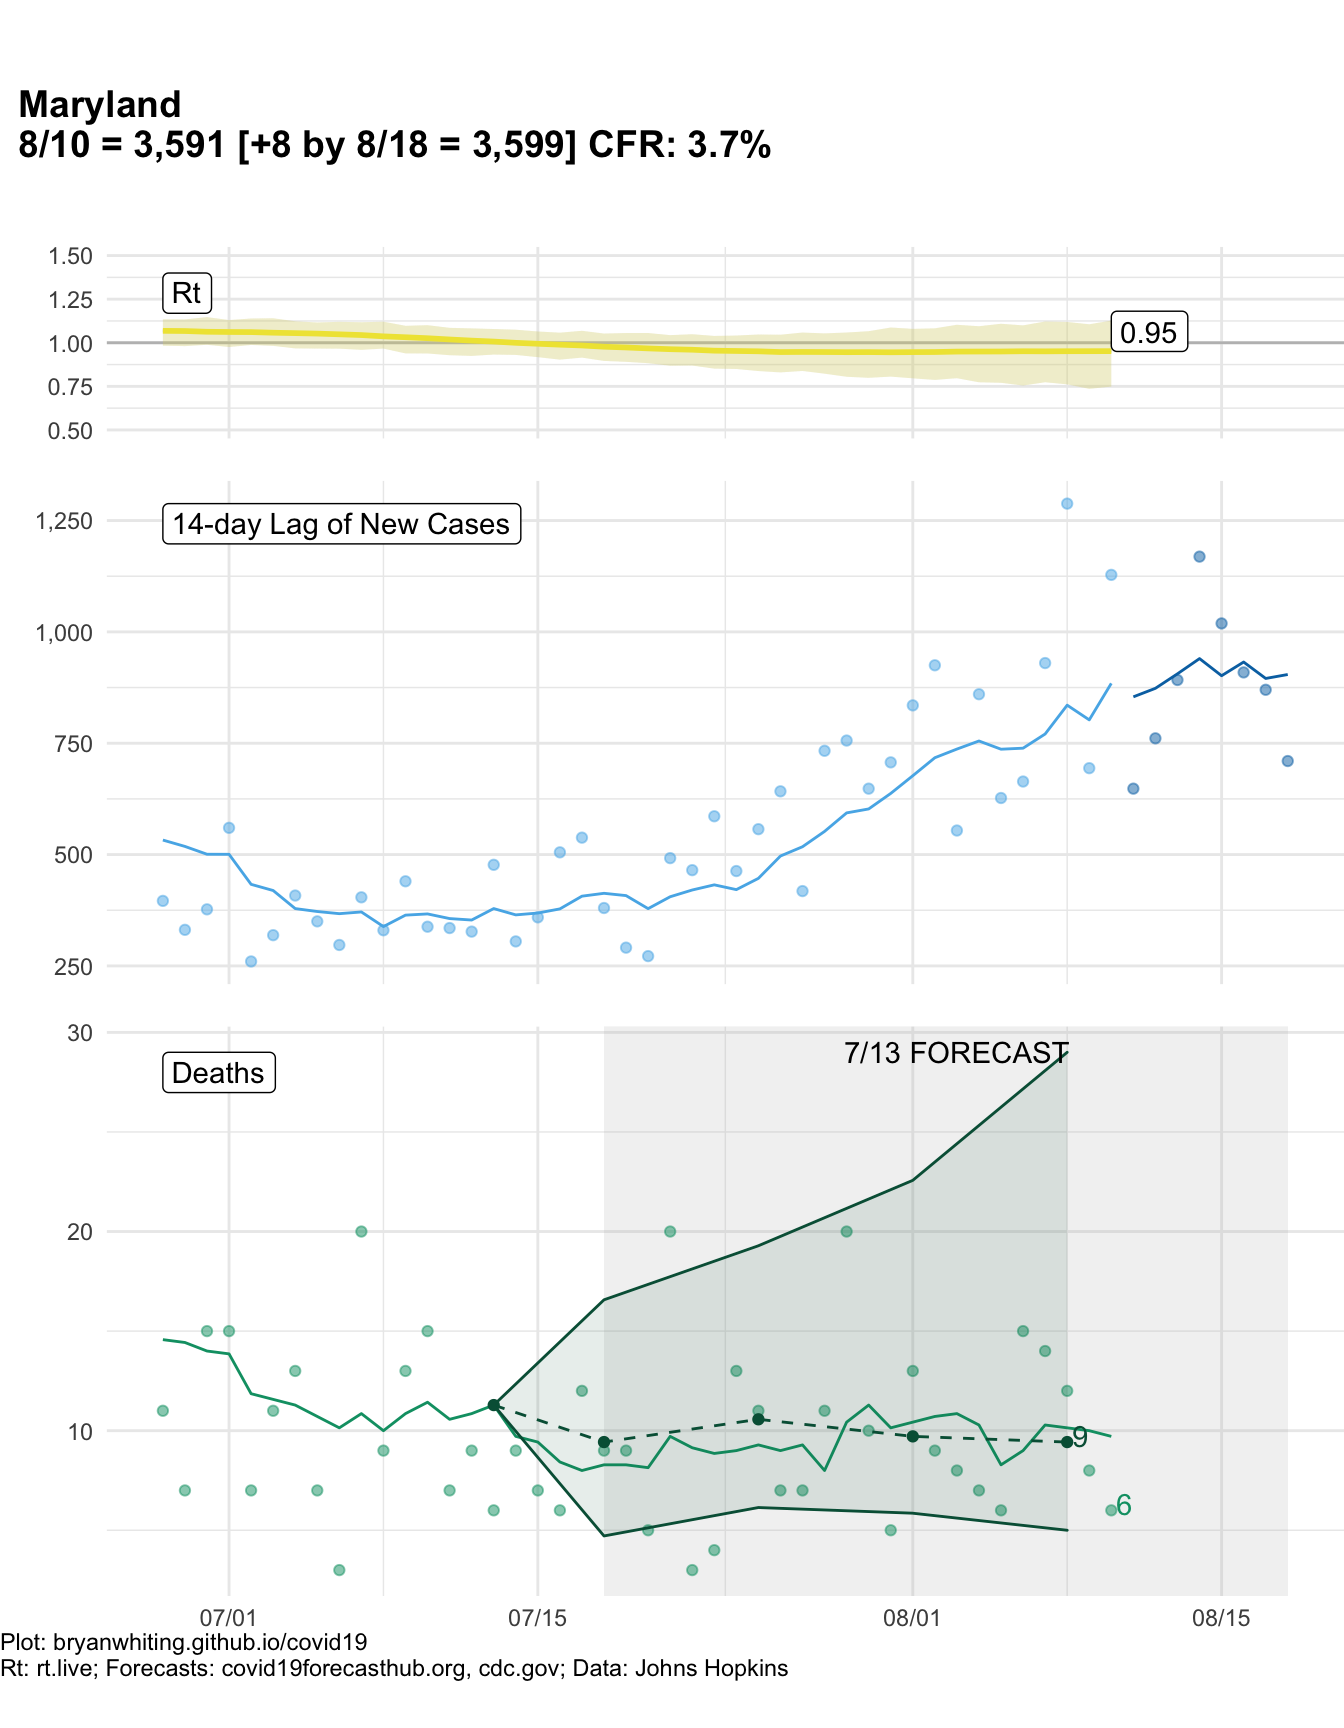 Maryland
8/10 = 3,591 [+8 by 8/18 = 3,599] CFR: 3.7%
1.50
1.25
1.00
0.75
0.50
Rt
0.95
1,250
1,000
750
500
250
14-day Lag of New Cases
30
20
10
Deaths
7/13 FORECAST
9
6
07/01 07/15 08/01 08/15
Plot: bryanwhiting.github.io/covid19
Rt: rt.live; Forecasts: covid19forecasthub.org, cdc.gov; Data: Johns Hopkins